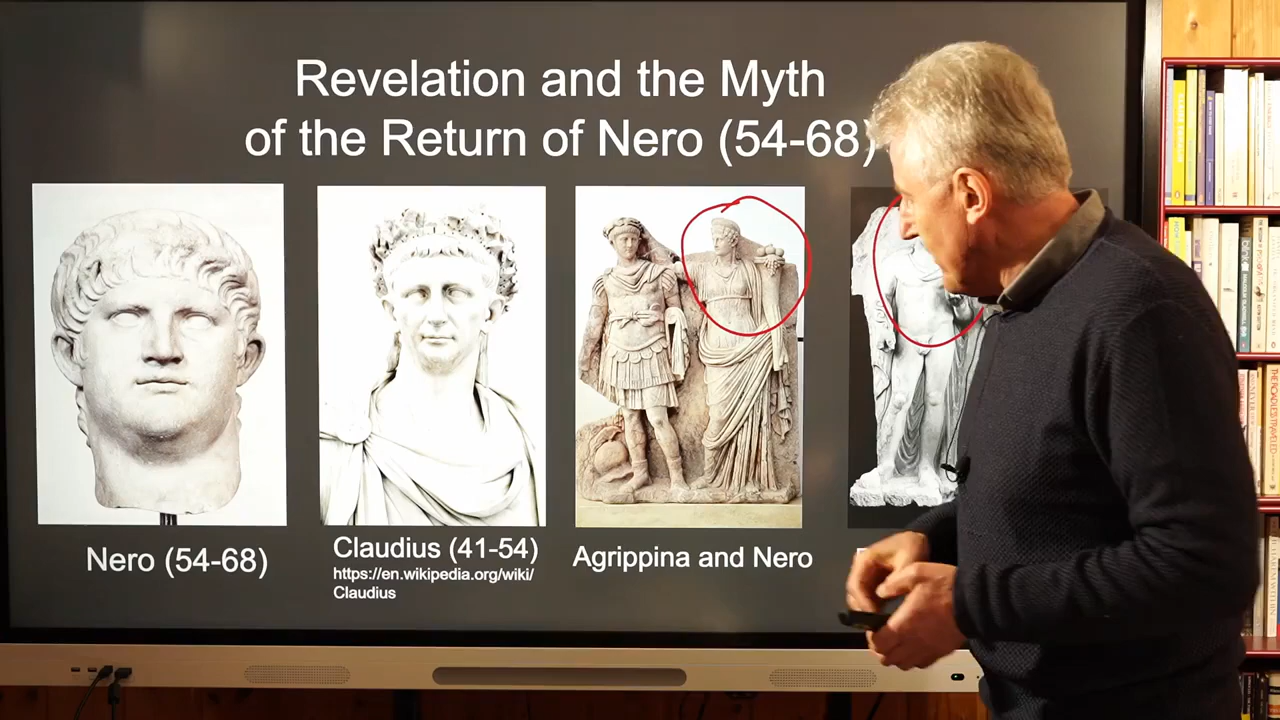 Revelation and the Myth
of the Return of Nero (54-68)
Nero (54-68)
Claudius (41-54)
https://en.wikipedia.org/wiki/
Claudius
Agrippina and Nero